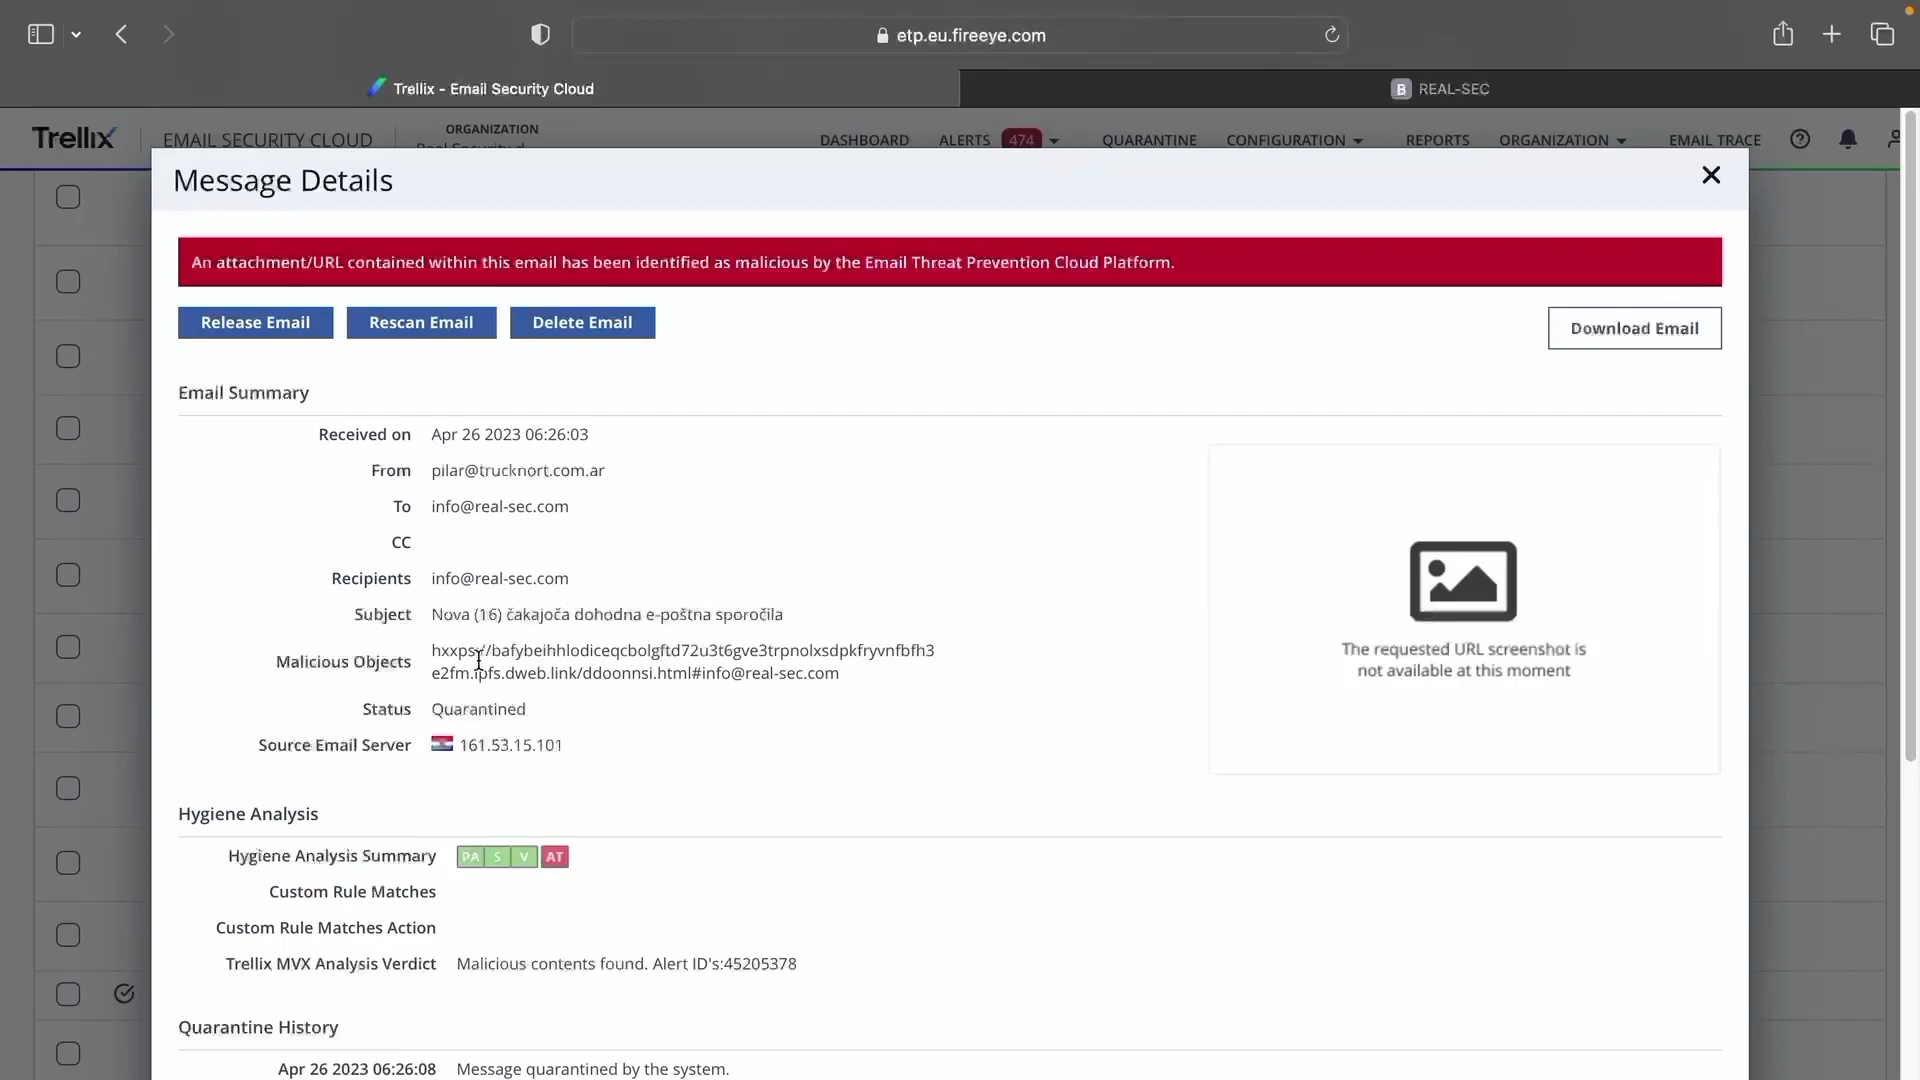 etp.eu.fireeye.com
Trellix - Email Security Cloud
B REAL-SEC
Trellix
EMAIL SECURITY CLOUD
ORGANIZATION
Real Security d
DASHBOARD
ALERTS 474
QUARANTINE
CONFIGURATION
REPORTS
ORGANIZATION
EMAIL TRACE
Message Details
An attachment/URL contained within this email has been identified as malicious by the Email Threat Prevention Cloud Platform.
Release Email
Rescan Email
Delete Email
Download Email
Email Summary
Received on Apr 26 2023 06:26:03
From pilar@trucknort.com.ar
To info@real-sec.com
CC
Recipients info@real-sec.com
Subject Nova (16) čakajoča dohodna e-poštna sporočila
Malicious Objects hxxps://bafybeihhlodiceqcbolgftd72u3t6gve3trpnolxsdpkfryvnfbfh3
e2fm.ipfs.dweb.link/ddoonnsi.html#info@real-sec.com
Status Quarantined
Source Email Server 161.53.15.101
The requested URL screenshot is
not available at this moment
Hygiene Analysis
Hygiene Analysis Summary PA S V AT
Custom Rule Matches
Custom Rule Matches Action
Trellix MVX Analysis Verdict Malicious contents found. Alert ID's:45205378
Quarantine History
Apr 26 2023 06:26:08 Message quarantined by the system.